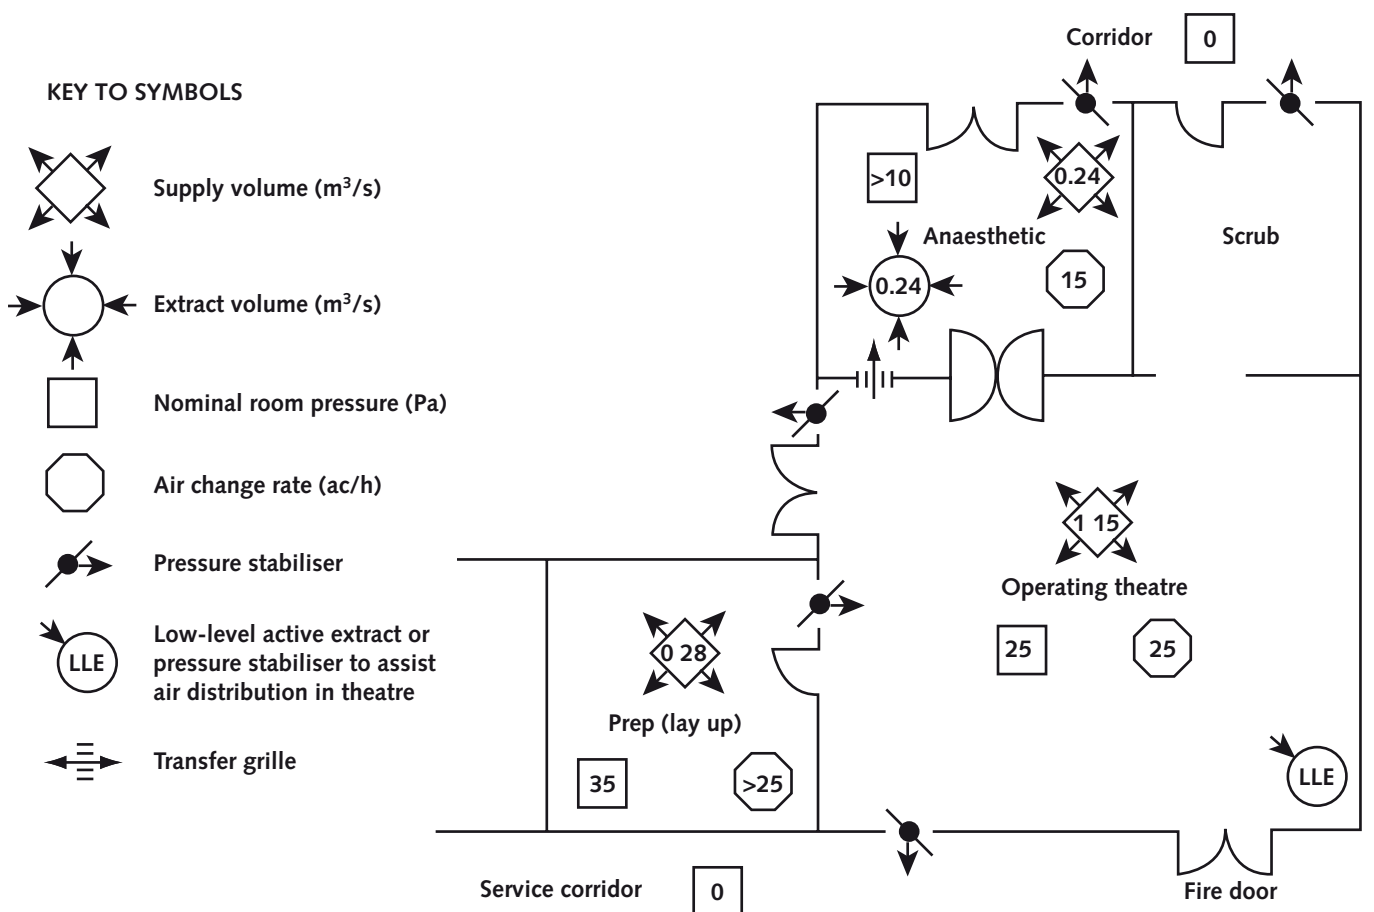 KEY TO SYMBOLS
Supply volume (m³/s)
Extract volume (m³/s)
Nominal room pressure (Pa)
Air change rate (ac/h)
Pressure stabiliser
LLE
Low-level active extract or
pressure stabiliser to assist
air distribution in theatre
Transfer grille
Corridor
0
>10
0.24
Anaesthetic
0.24
15
Scrub
1 15
Operating theatre
25
25
0 28
Prep (lay up)
35
>25
LLE
Service corridor
0
Fire door